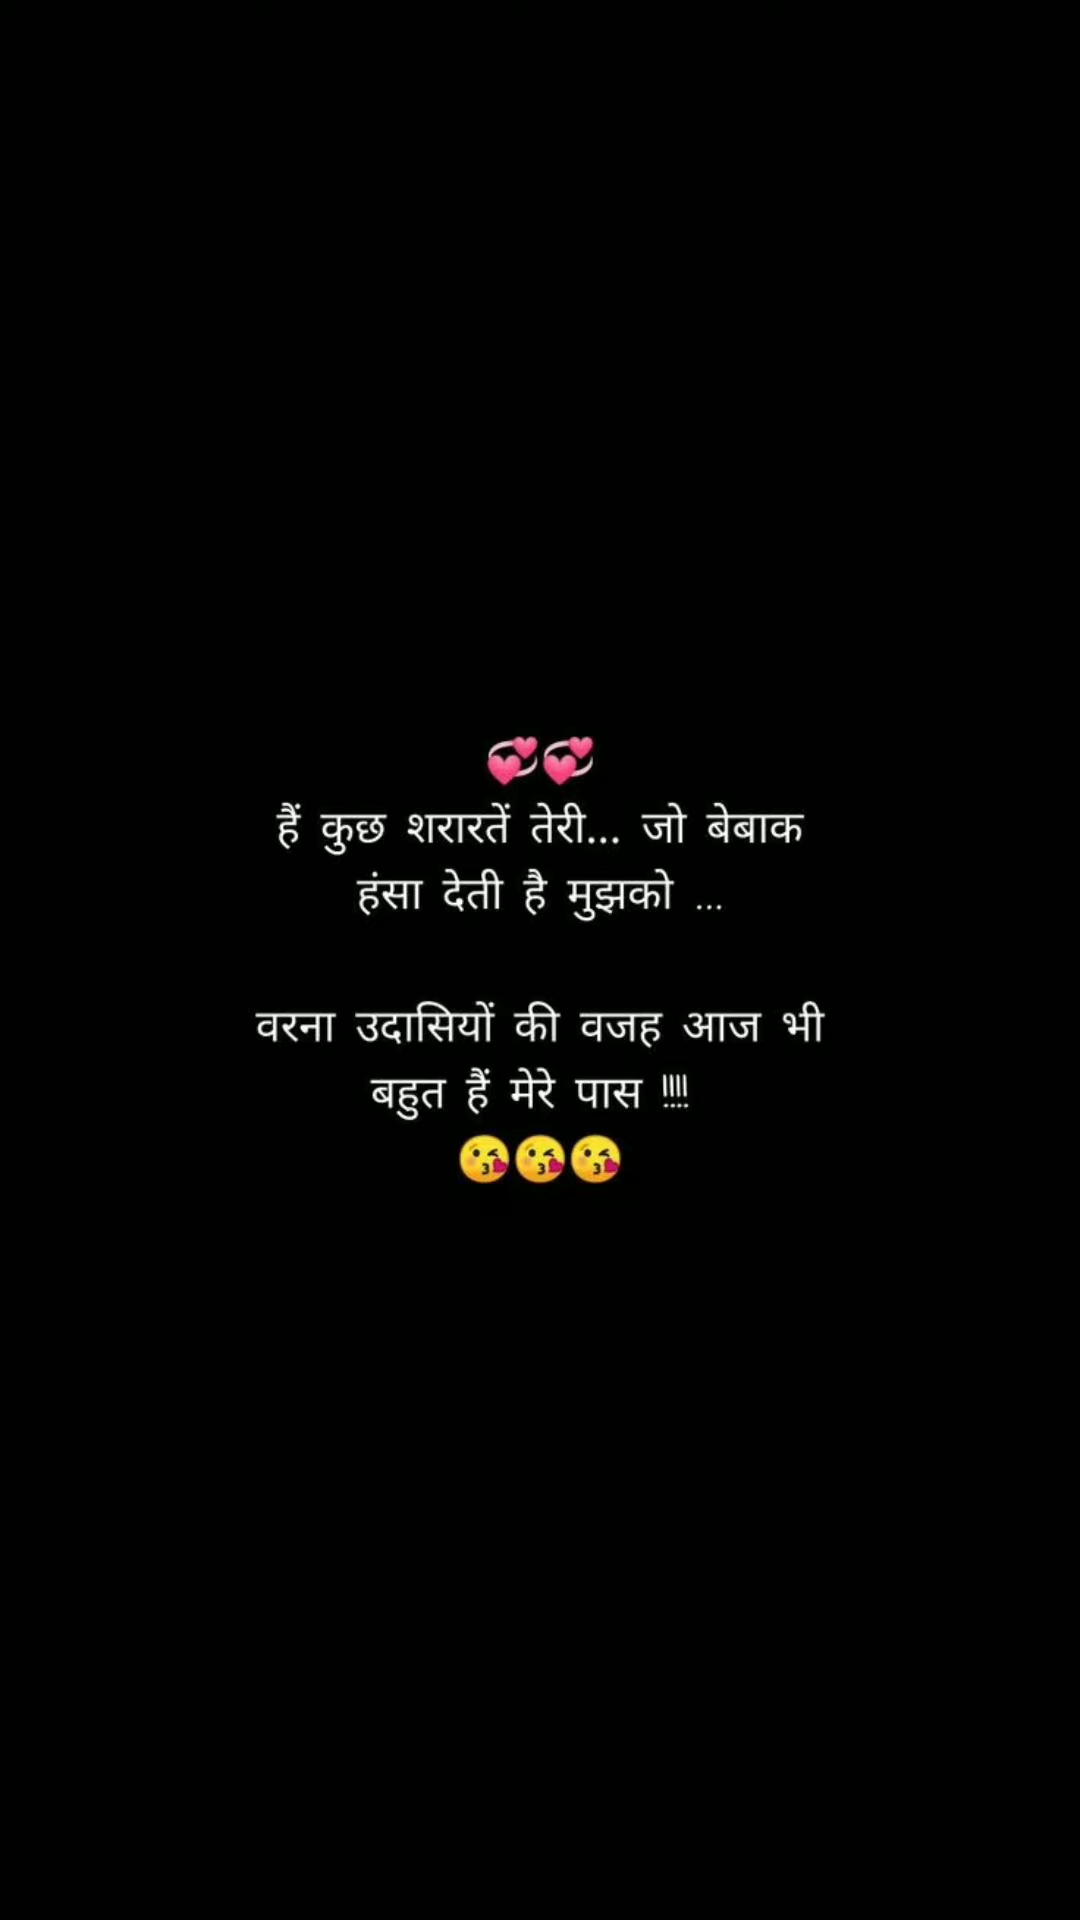 💞💞
हैं कुछ शरारतें तेरी... जो बेबाक
हंसा देती है मुझको ...
वरना उदासियों की वजह आज भी
बहुत हैं मेरे पास !!!!
😘😘😘